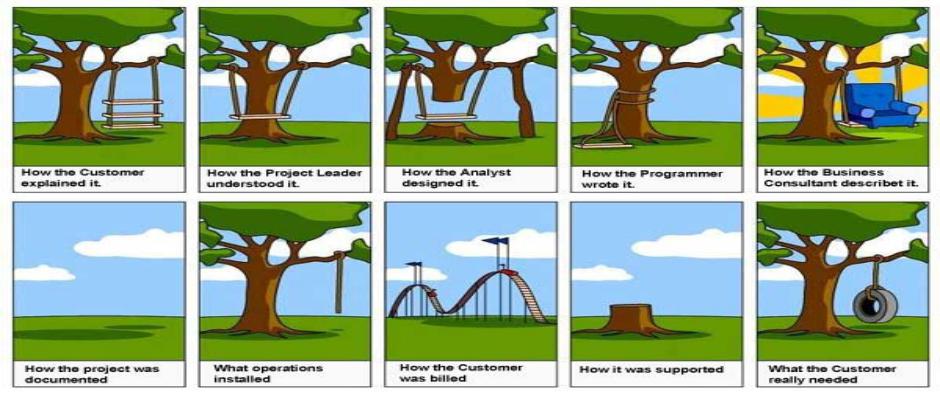 How the Customer
explained it.
How the Project Leader
understood it.
How the Analyst
designed it.
How the Programmer
wrote it.
How the Business
Consultant describet it.
How the project was
documented
What operations
installed
How the Customer
was billed
How it was supported
What the Customer
really needed